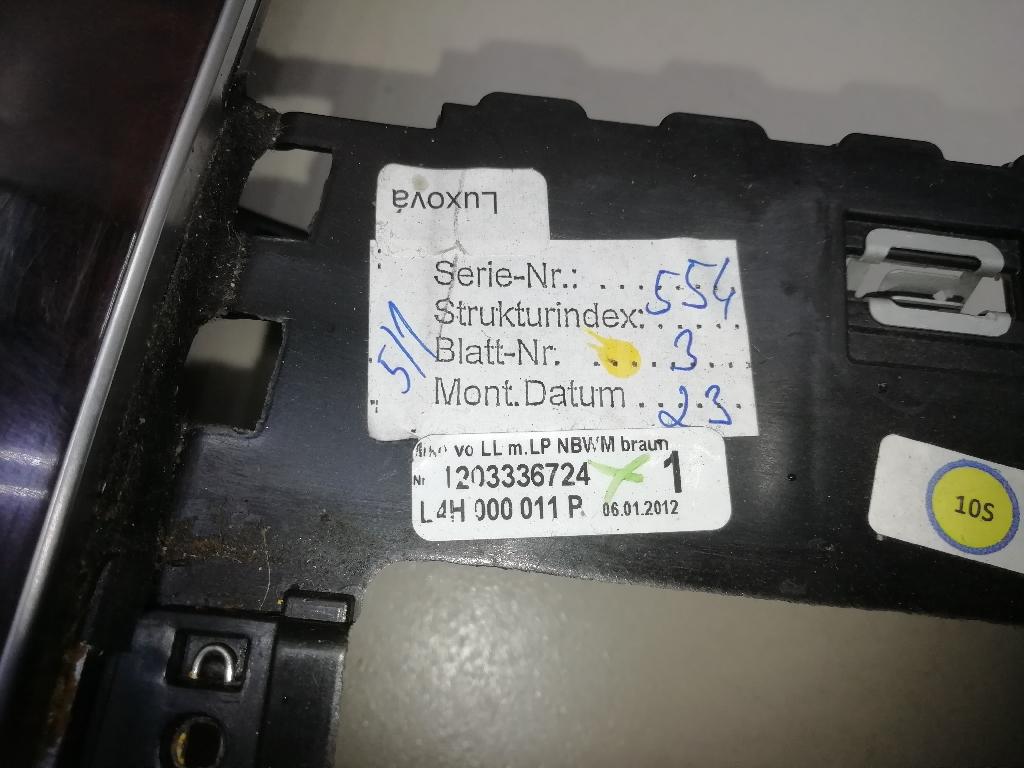 Luxová
Serie-Nr.: .... 554
Strukturindex: .....
Blatt-Nr: .... 3 ...
Mont.Datum . 23
5/1
vo LL m.LP NBWM braun
Nr 1203336724 1
L 4H 000 011 P 06.01.2012
10S